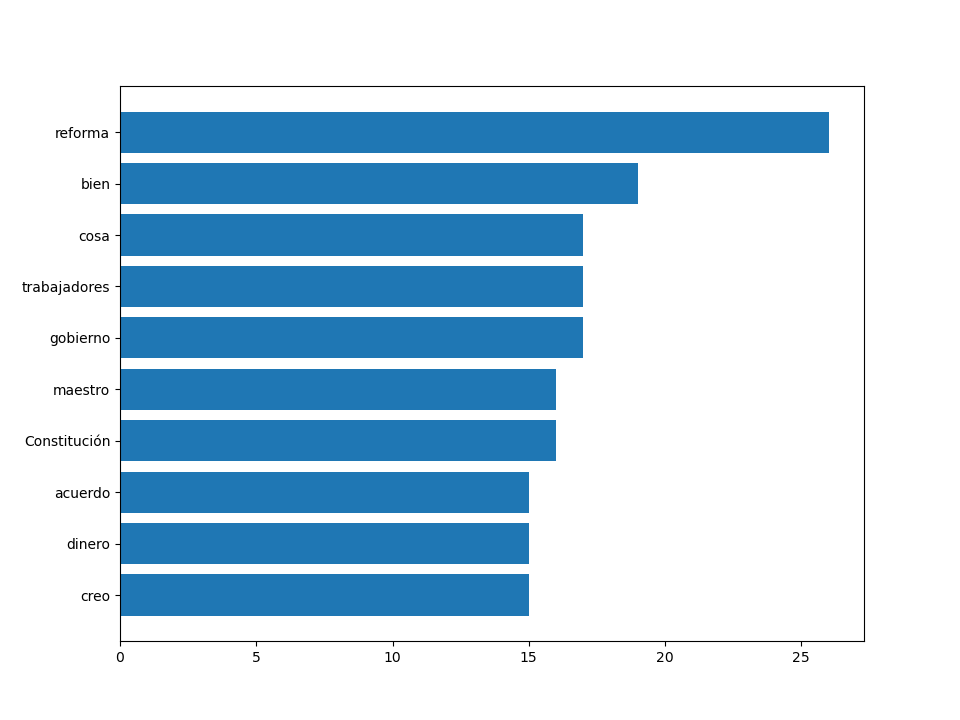 reforma
bien
cosa
trabajadores
gobierno
maestro
Constitución
acuerdo
dinero
creo
0 5 10 15 20 25